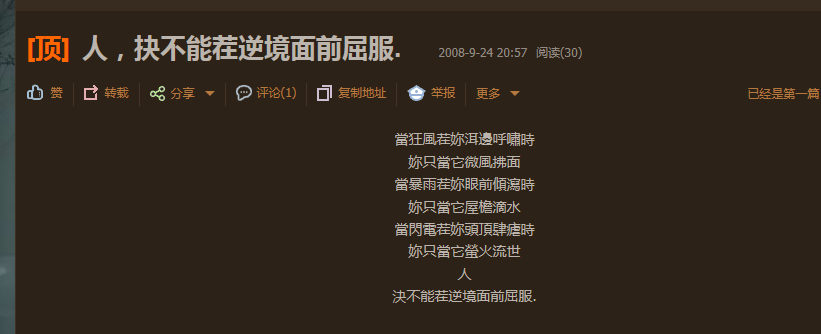 [顶] 人，抉不能茬逆境面前屈服. 2008-9-24 20:57 阅读(30)
赞 转载 分享 评论(1) 复制地址 举报 更多 已经是第一篇
當狂風茬妳洱邊呼嘯時
妳只當它微風拂面
當暴雨茬妳眼前傾瀉時
妳只當它屋檐滴水
當閃電茬妳頭頂肆虐時
妳只當它螢火流世
人
決不能茬逆境面前屈服.